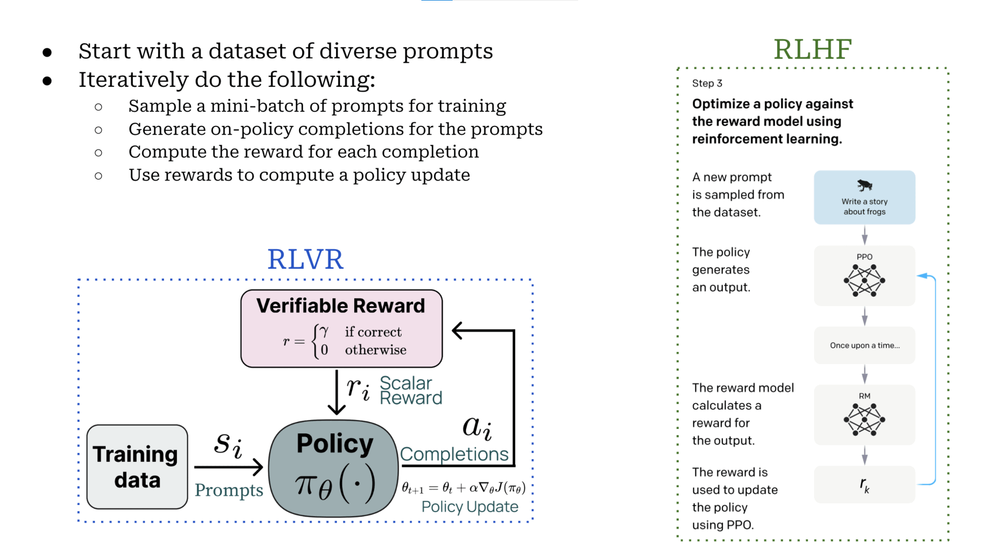 ● Start with a dataset of diverse prompts
● Iteratively do the following:
○ Sample a mini-batch of prompts for training
○ Generate on-policy completions for the prompts
○ Compute the reward for each completion
○ Use rewards to compute a policy update
RLVR
Verifiable Reward
r = { γ if correct
0 otherwise
r_i Scalar
Reward
Training
data
s_i
Prompts
Policy
π_θ(·)
a_i
Completions
θ_{t+1} = θ_t + α∇_θJ(π_θ)
Policy Update
RLHF
Step 3
Optimize a policy against
the reward model using
reinforcement learning.
A new prompt
is sampled from
the dataset.
Write a story
about frogs
The policy
generates
an output.
PPO
Once upon a time...
The reward model
calculates a
reward for
the output.
RM
The reward is
used to update
the policy
using PPO.
r_k